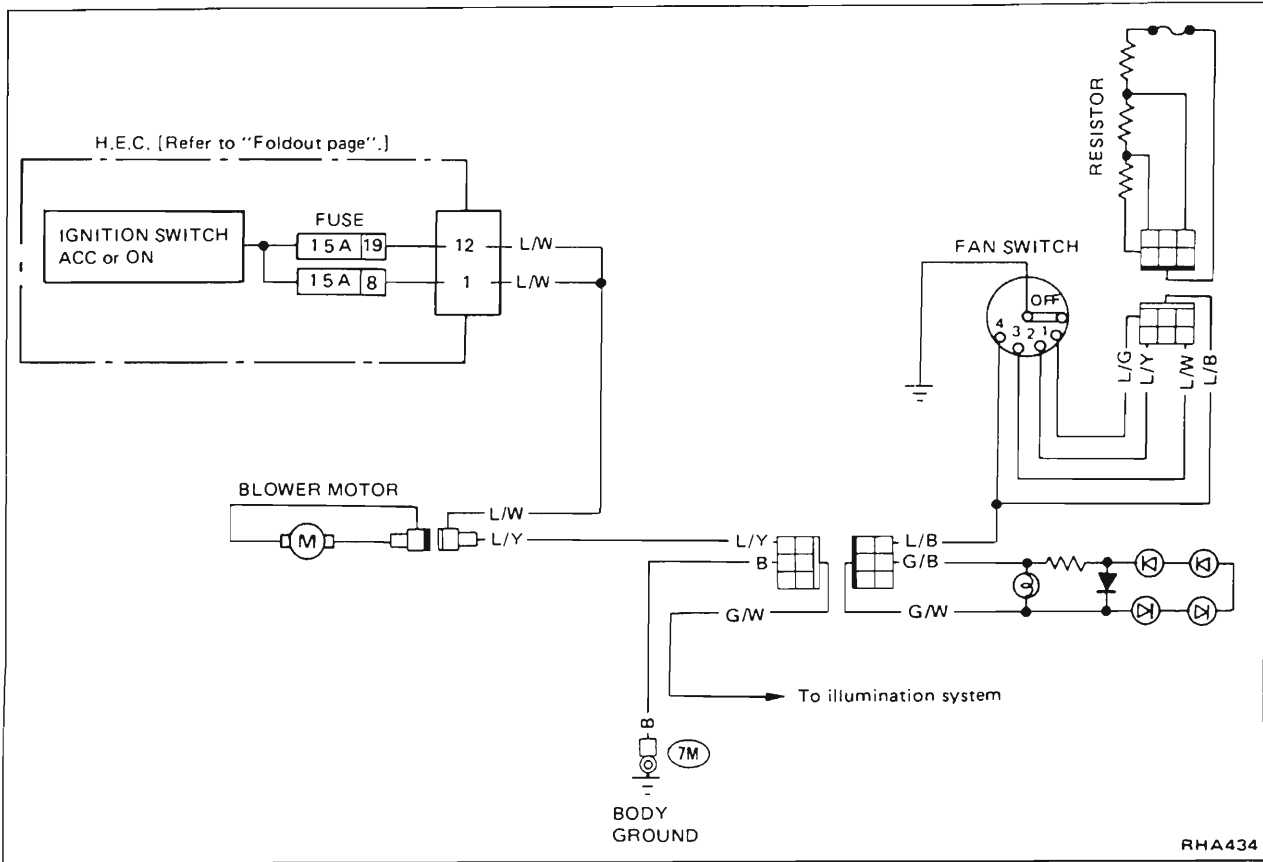 H.E.C. [Refer to "Foldout page".]
IGNITION SWITCH
ACC or ON
FUSE
15A 19
15A 8
12
1
L/W
L/W
RESISTOR
FAN SWITCH
OFF
4 3 2 1
L/G
L/Y
L/W
L/B
BLOWER MOTOR
M
L/W
L/Y
L/Y
B
G/W
L/B
G/B
G/W
To illumination system
B
7M
BODY
GROUND
RHA434